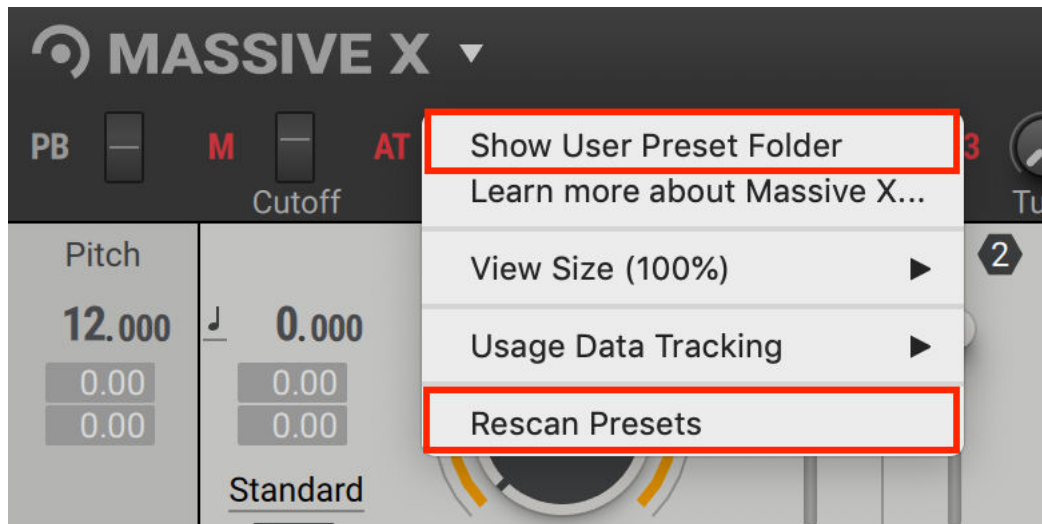 MASSIVE X
PB M AT 3
Cutoff
Show User Preset Folder
Learn more about Massive X...
View Size (100%)
Usage Data Tracking
Rescan Presets
Pitch
12.000 0.000
0.00 0.00
0.00 0.00
Standard
2